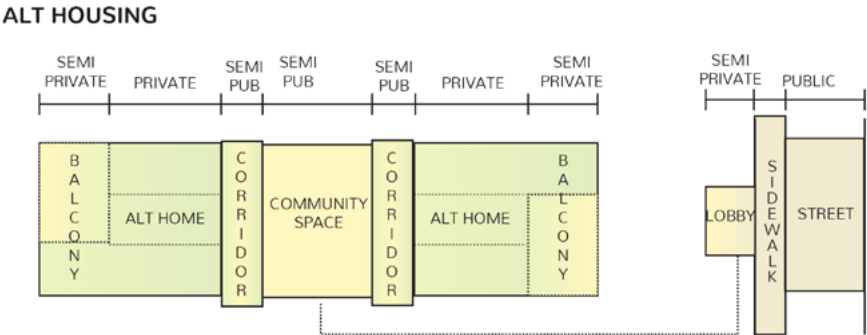 ALT HOUSING
SEMI
PRIVATE
PRIVATE
SEMI
PUB
SEMI
PUB
SEMI
PUB
PRIVATE
SEMI
PRIVATE
SEMI
PRIVATE
PUBLIC
BALCONY
ALT HOME
CORRIDOR
COMMUNITY
SPACE
CORRIDOR
ALT HOME
BALCONY
LOBBY
SIDEWALK
STREET